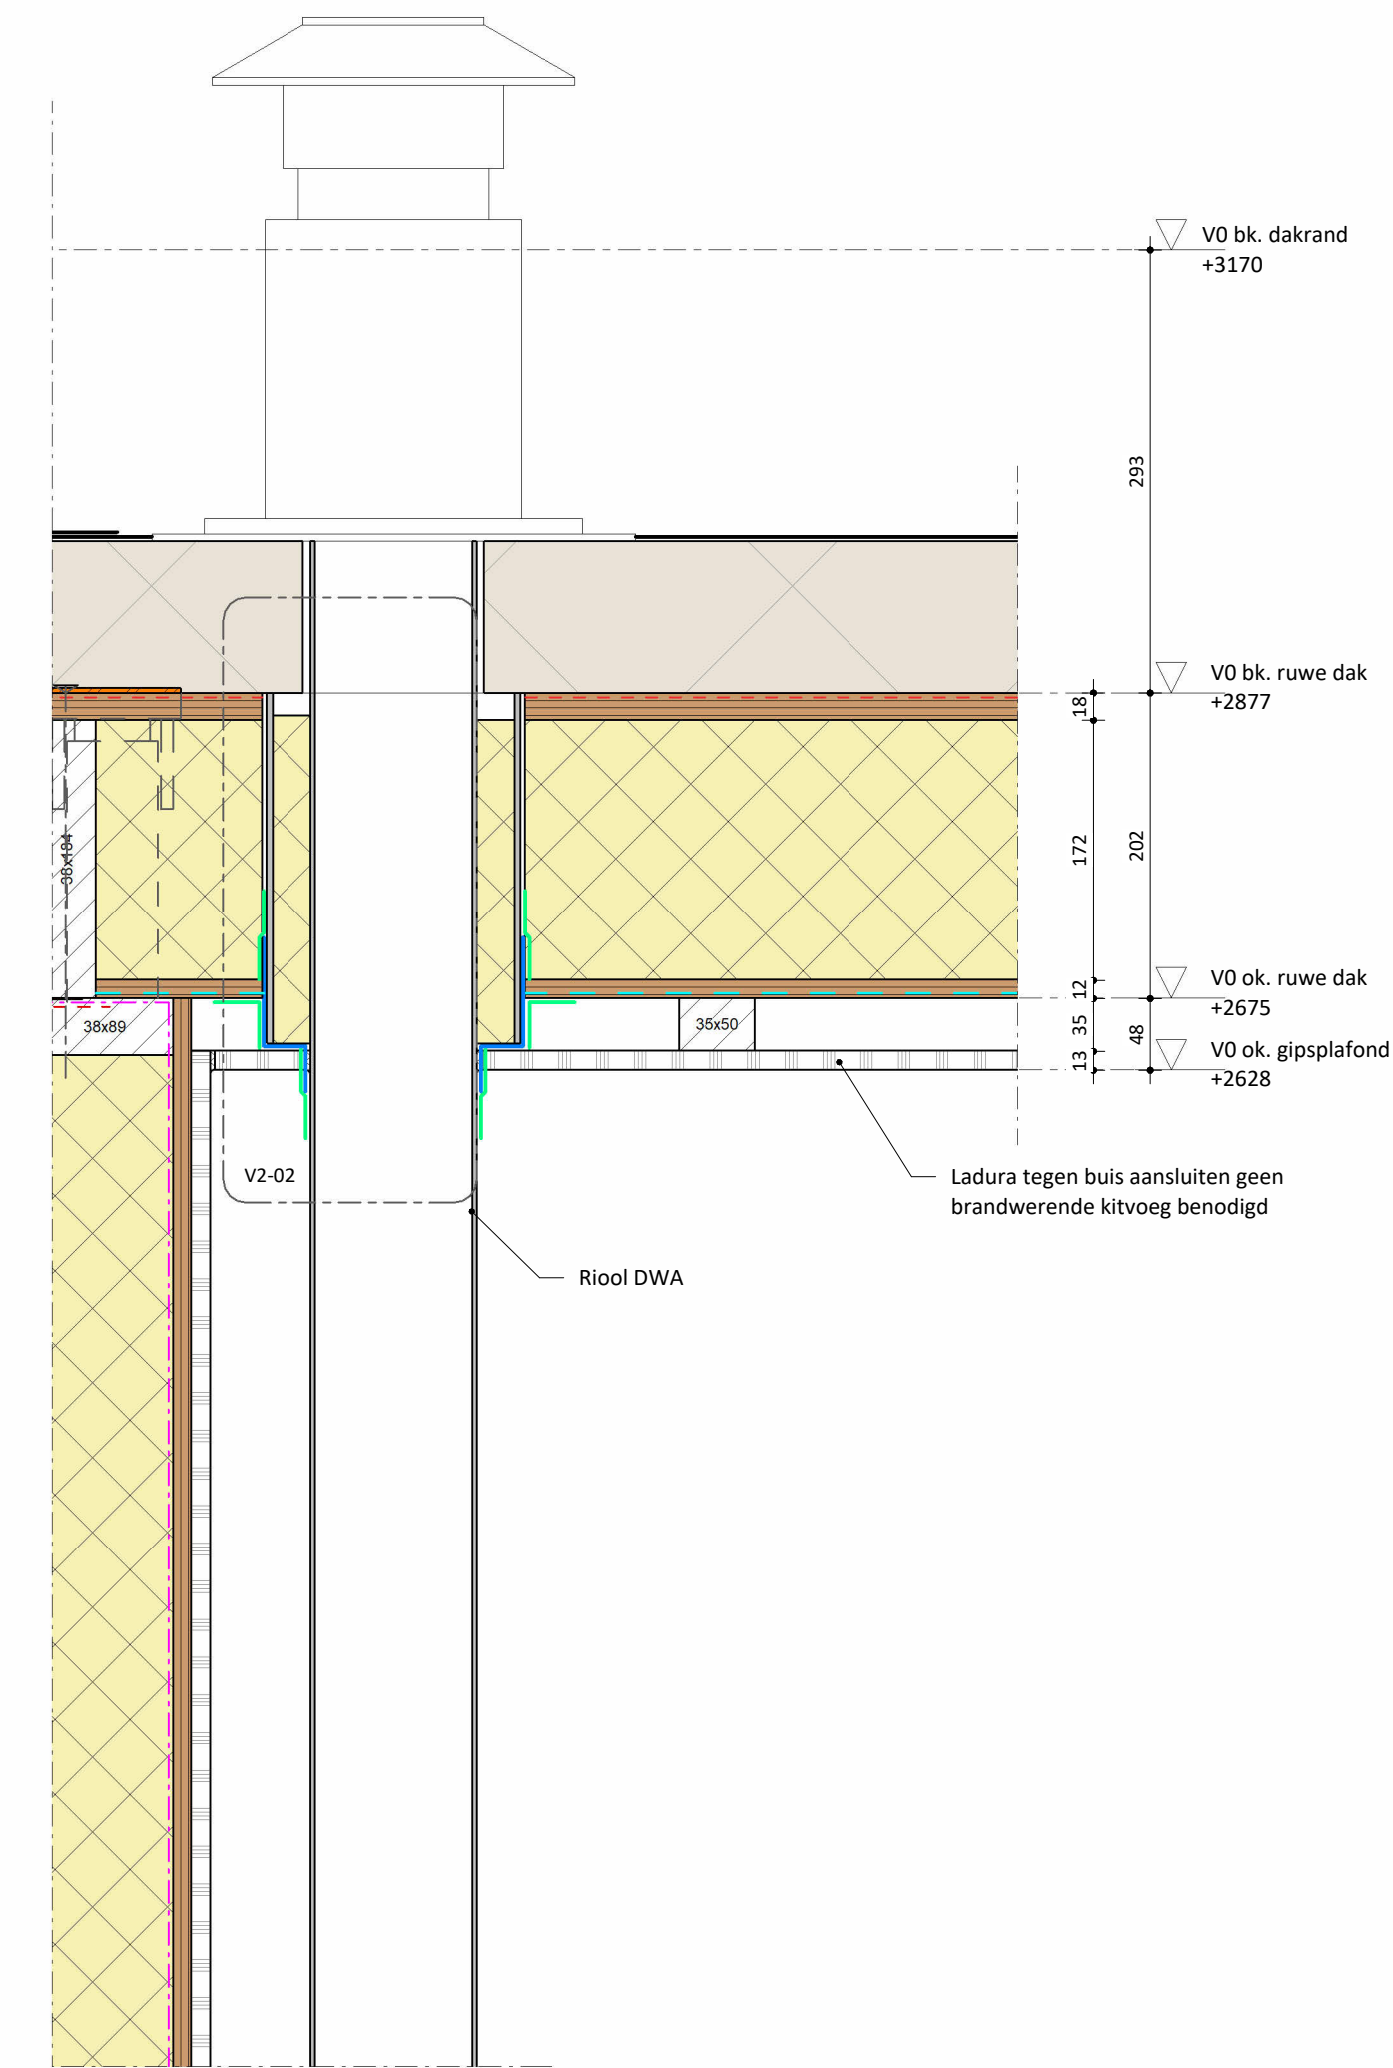 V0 bk. dakrand
+3170
293
V0 bk. ruwe dak
+2877
18
172
202
38x184
V0 ok. ruwe dak
+2675
12
35
48
38x89
35x50
V0 ok. gipsplafond
+2628
13
V2-02
Ladura tegen buis aansluiten geen
brandwerende kitvoeg benodigd
Riool DWA